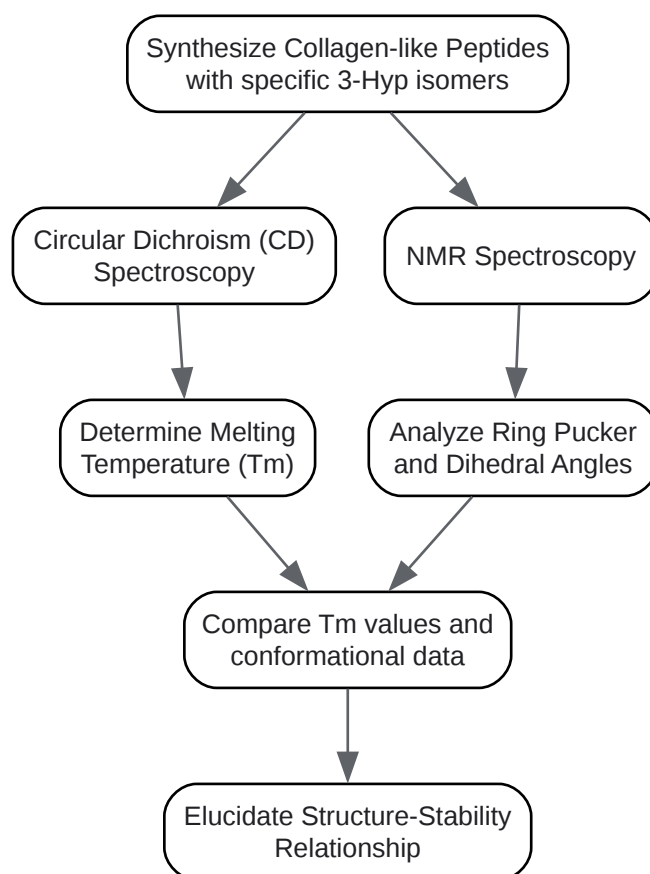 Synthesize Collagen-like Peptides
with specific 3-Hyp isomers
Circular Dichroism (CD)
Spectroscopy
NMR Spectroscopy
Determine Melting
Temperature (Tm)
Analyze Ring Pucker
and Dihedral Angles
Compare Tm values and
conformational data
Elucidate Structure-Stability
Relationship